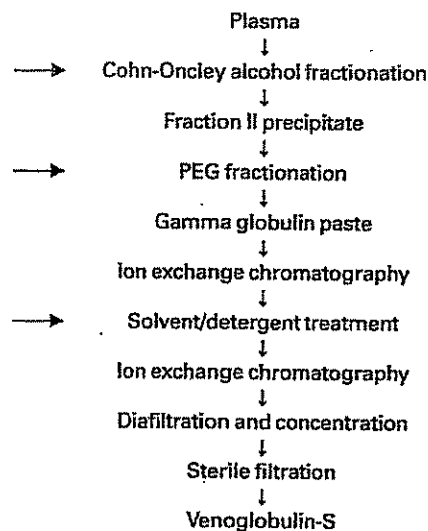 Plasma
Cohn-Oncley alcohol fractionation
Fraction II precipitate
PEG fractionation
Gamma globulin paste
Ion exchange chromatography
Solvent/detergent treatment
Ion exchange chromatography
Diafiltration and concentration
Sterile filtration
Venoglobulin-S